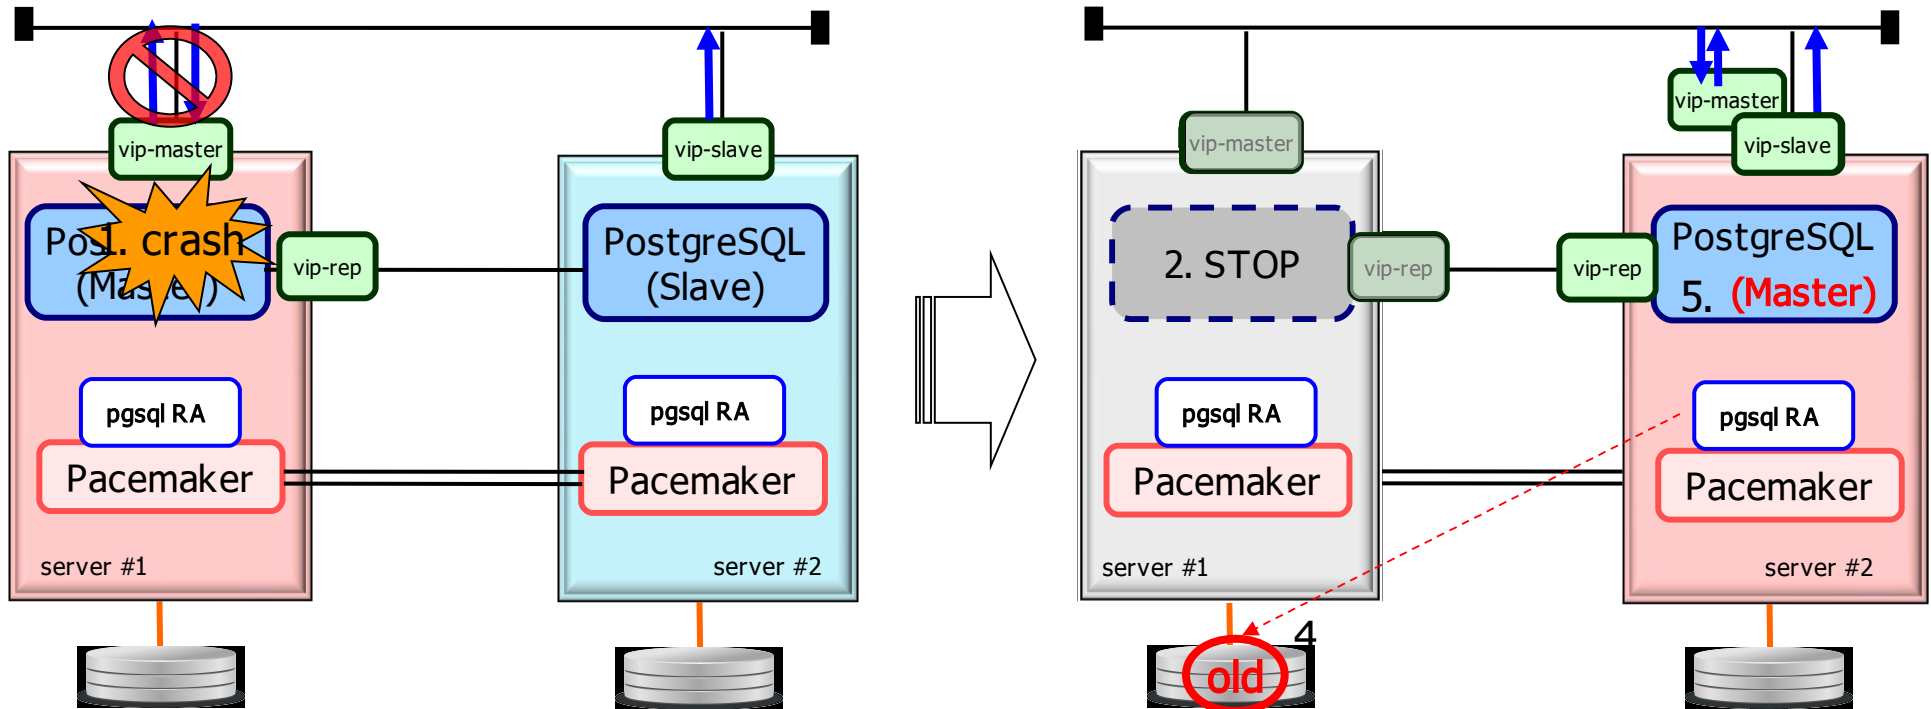 vip-master
vip-slave
Pos1. crash
(Master)
vip-rep
PostgreSQL
(Slave)
pgsql RA
Pacemaker
server #1
pgsql RA
Pacemaker
server #2
vip-master
vip-master
vip-slave
2. STOP
vip-rep
vip-rep
PostgreSQL
5. (Master)
pgsql RA
Pacemaker
server #1
pgsql RA
Pacemaker
server #2
4
old